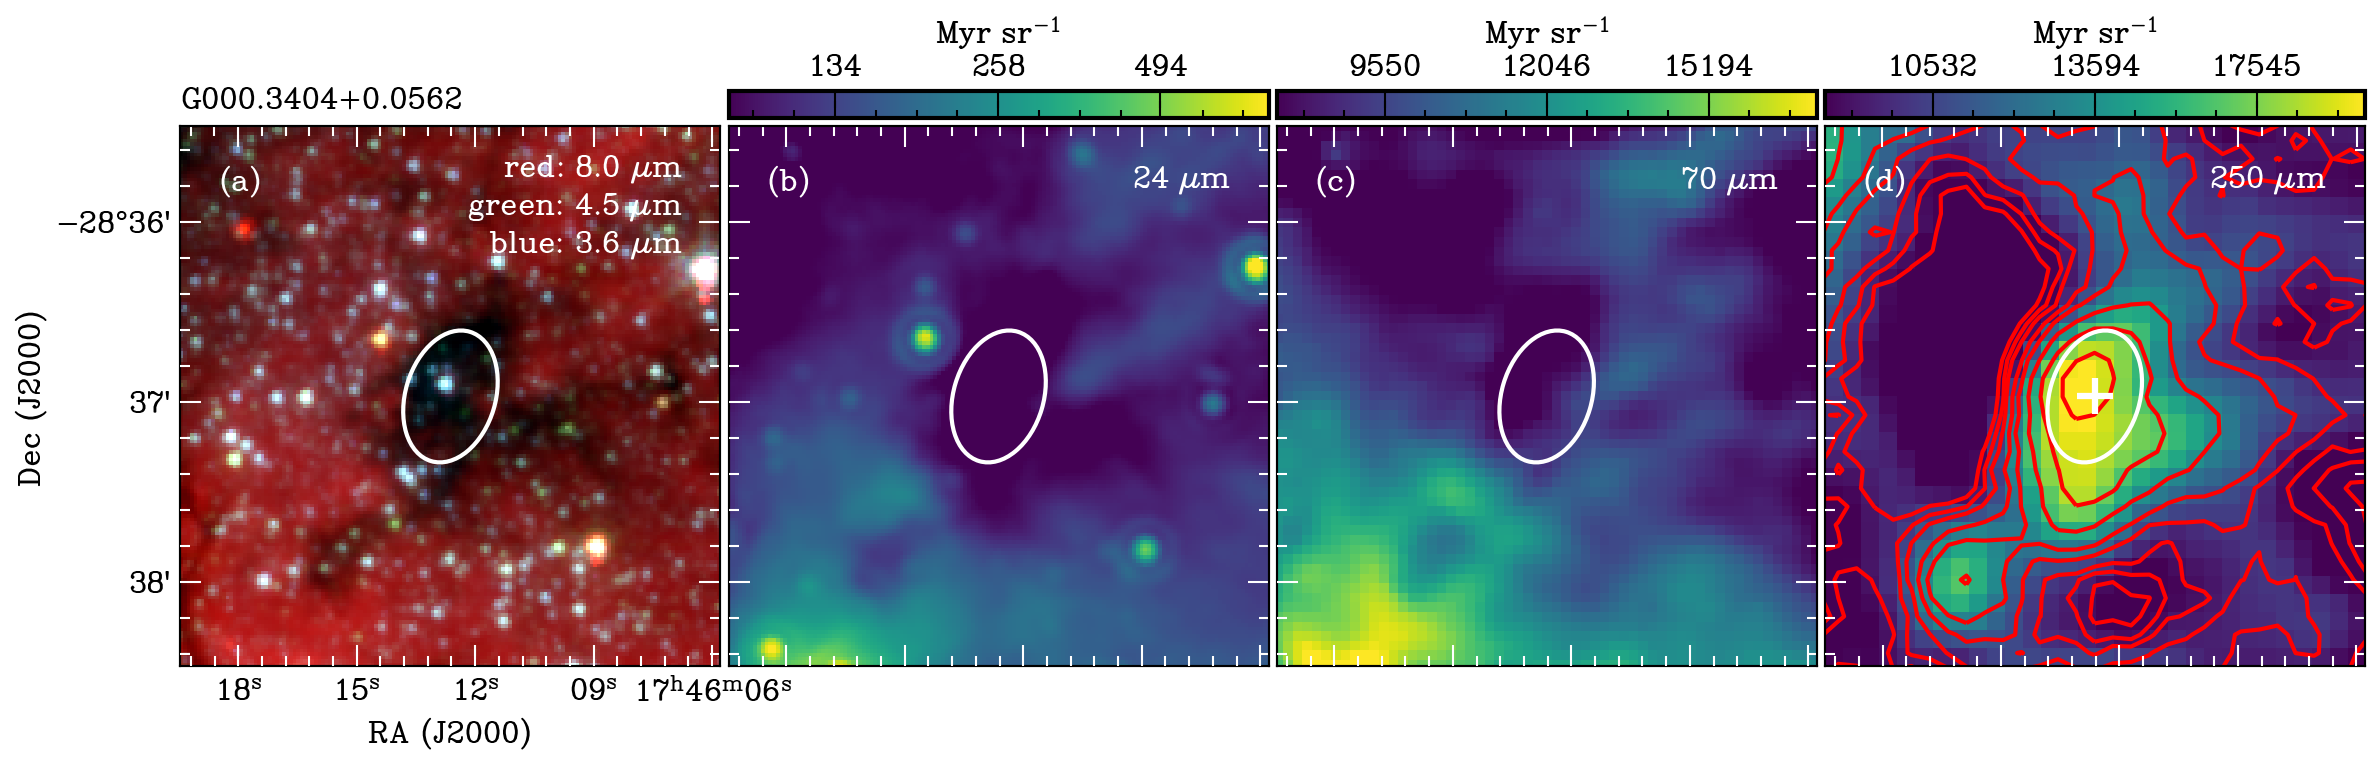 G000.3404+0.0562
Myr sr⁻¹
134 258 494
Myr sr⁻¹
9550 12046 15194
Myr sr⁻¹
10532 13594 17545
(a)
red: 8.0 μm
green: 4.5 μm
blue: 3.6 μm
(b)
24 μm
(c)
70 μm
(d)
250 μm
Dec (J2000)
−28°36'
37'
38'
18ˢ 15ˢ 12ˢ 09ˢ 17ʰ46ᵐ06ˢ
RA (J2000)